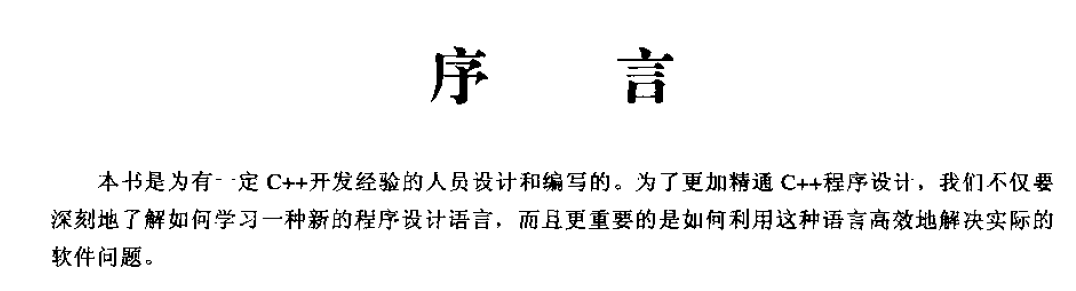 序言
本书是为有一定 C++开发经验的人员设计和编写的。为了更加精通 C++程序设计，我们不仅要
深刻地了解如何学习一种新的程序设计语言，而且更重要的是如何利用这种语言高效地解决实际的
软件问题。